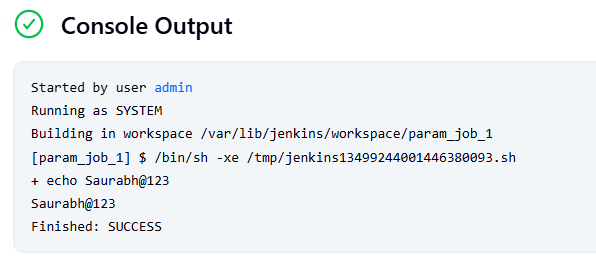 Console Output
Started by user admin
Running as SYSTEM
Building in workspace /var/lib/jenkins/workspace/param_job_1
[param_job_1] $ /bin/sh -xe /tmp/jenkins13499244001446380093.sh
+ echo Saurabh@123
Saurabh@123
Finished: SUCCESS